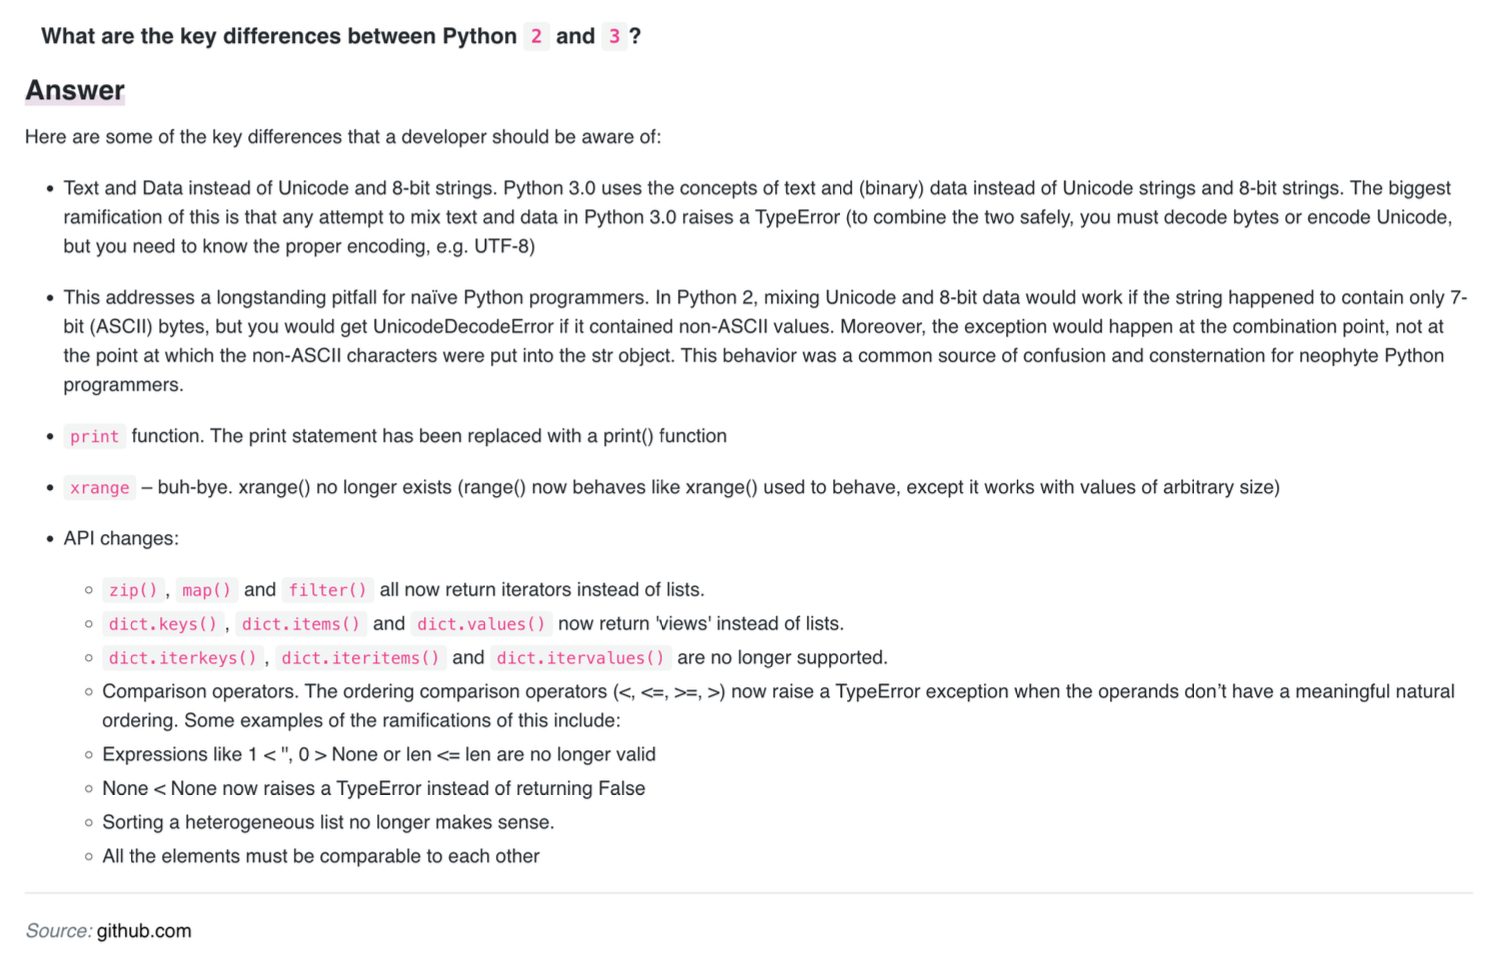 What are the key differences between Python 2 and 3 ?
Answer
Here are some of the key differences that a developer should be aware of:
• Text and Data instead of Unicode and 8-bit strings. Python 3.0 uses the concepts of text and (binary) data instead of Unicode strings and 8-bit strings. The biggest
ramification of this is that any attempt to mix text and data in Python 3.0 raises a TypeError (to combine the two safely, you must decode bytes or encode Unicode,
but you need to know the proper encoding, e.g. UTF-8)
• This addresses a longstanding pitfall for naïve Python programmers. In Python 2, mixing Unicode and 8-bit data would work if the string happened to contain only 7-
bit (ASCII) bytes, but you would get UnicodeDecodeError if it contained non-ASCII values. Moreover, the exception would happen at the combination point, not at
the point at which the non-ASCII characters were put into the str object. This behavior was a common source of confusion and consternation for neophyte Python
programmers.
• print function. The print statement has been replaced with a print() function
• xrange – buh-bye. xrange() no longer exists (range() now behaves like xrange() used to behave, except it works with values of arbitrary size)
• API changes:
◦ zip() , map() and filter() all now return iterators instead of lists.
◦ dict.keys() , dict.items() and dict.values() now return 'views' instead of lists.
◦ dict.iterkeys() , dict.iteritems() and dict.itervalues() are no longer supported.
◦ Comparison operators. The ordering comparison operators (<, <=, >=, >) now raise a TypeError exception when the operands don’t have a meaningful natural
ordering. Some examples of the ramifications of this include:
◦ Expressions like 1 < ", 0 > None or len <= len are no longer valid
◦ None < None now raises a TypeError instead of returning False
◦ Sorting a heterogeneous list no longer makes sense.
◦ All the elements must be comparable to each other
Source: github.com